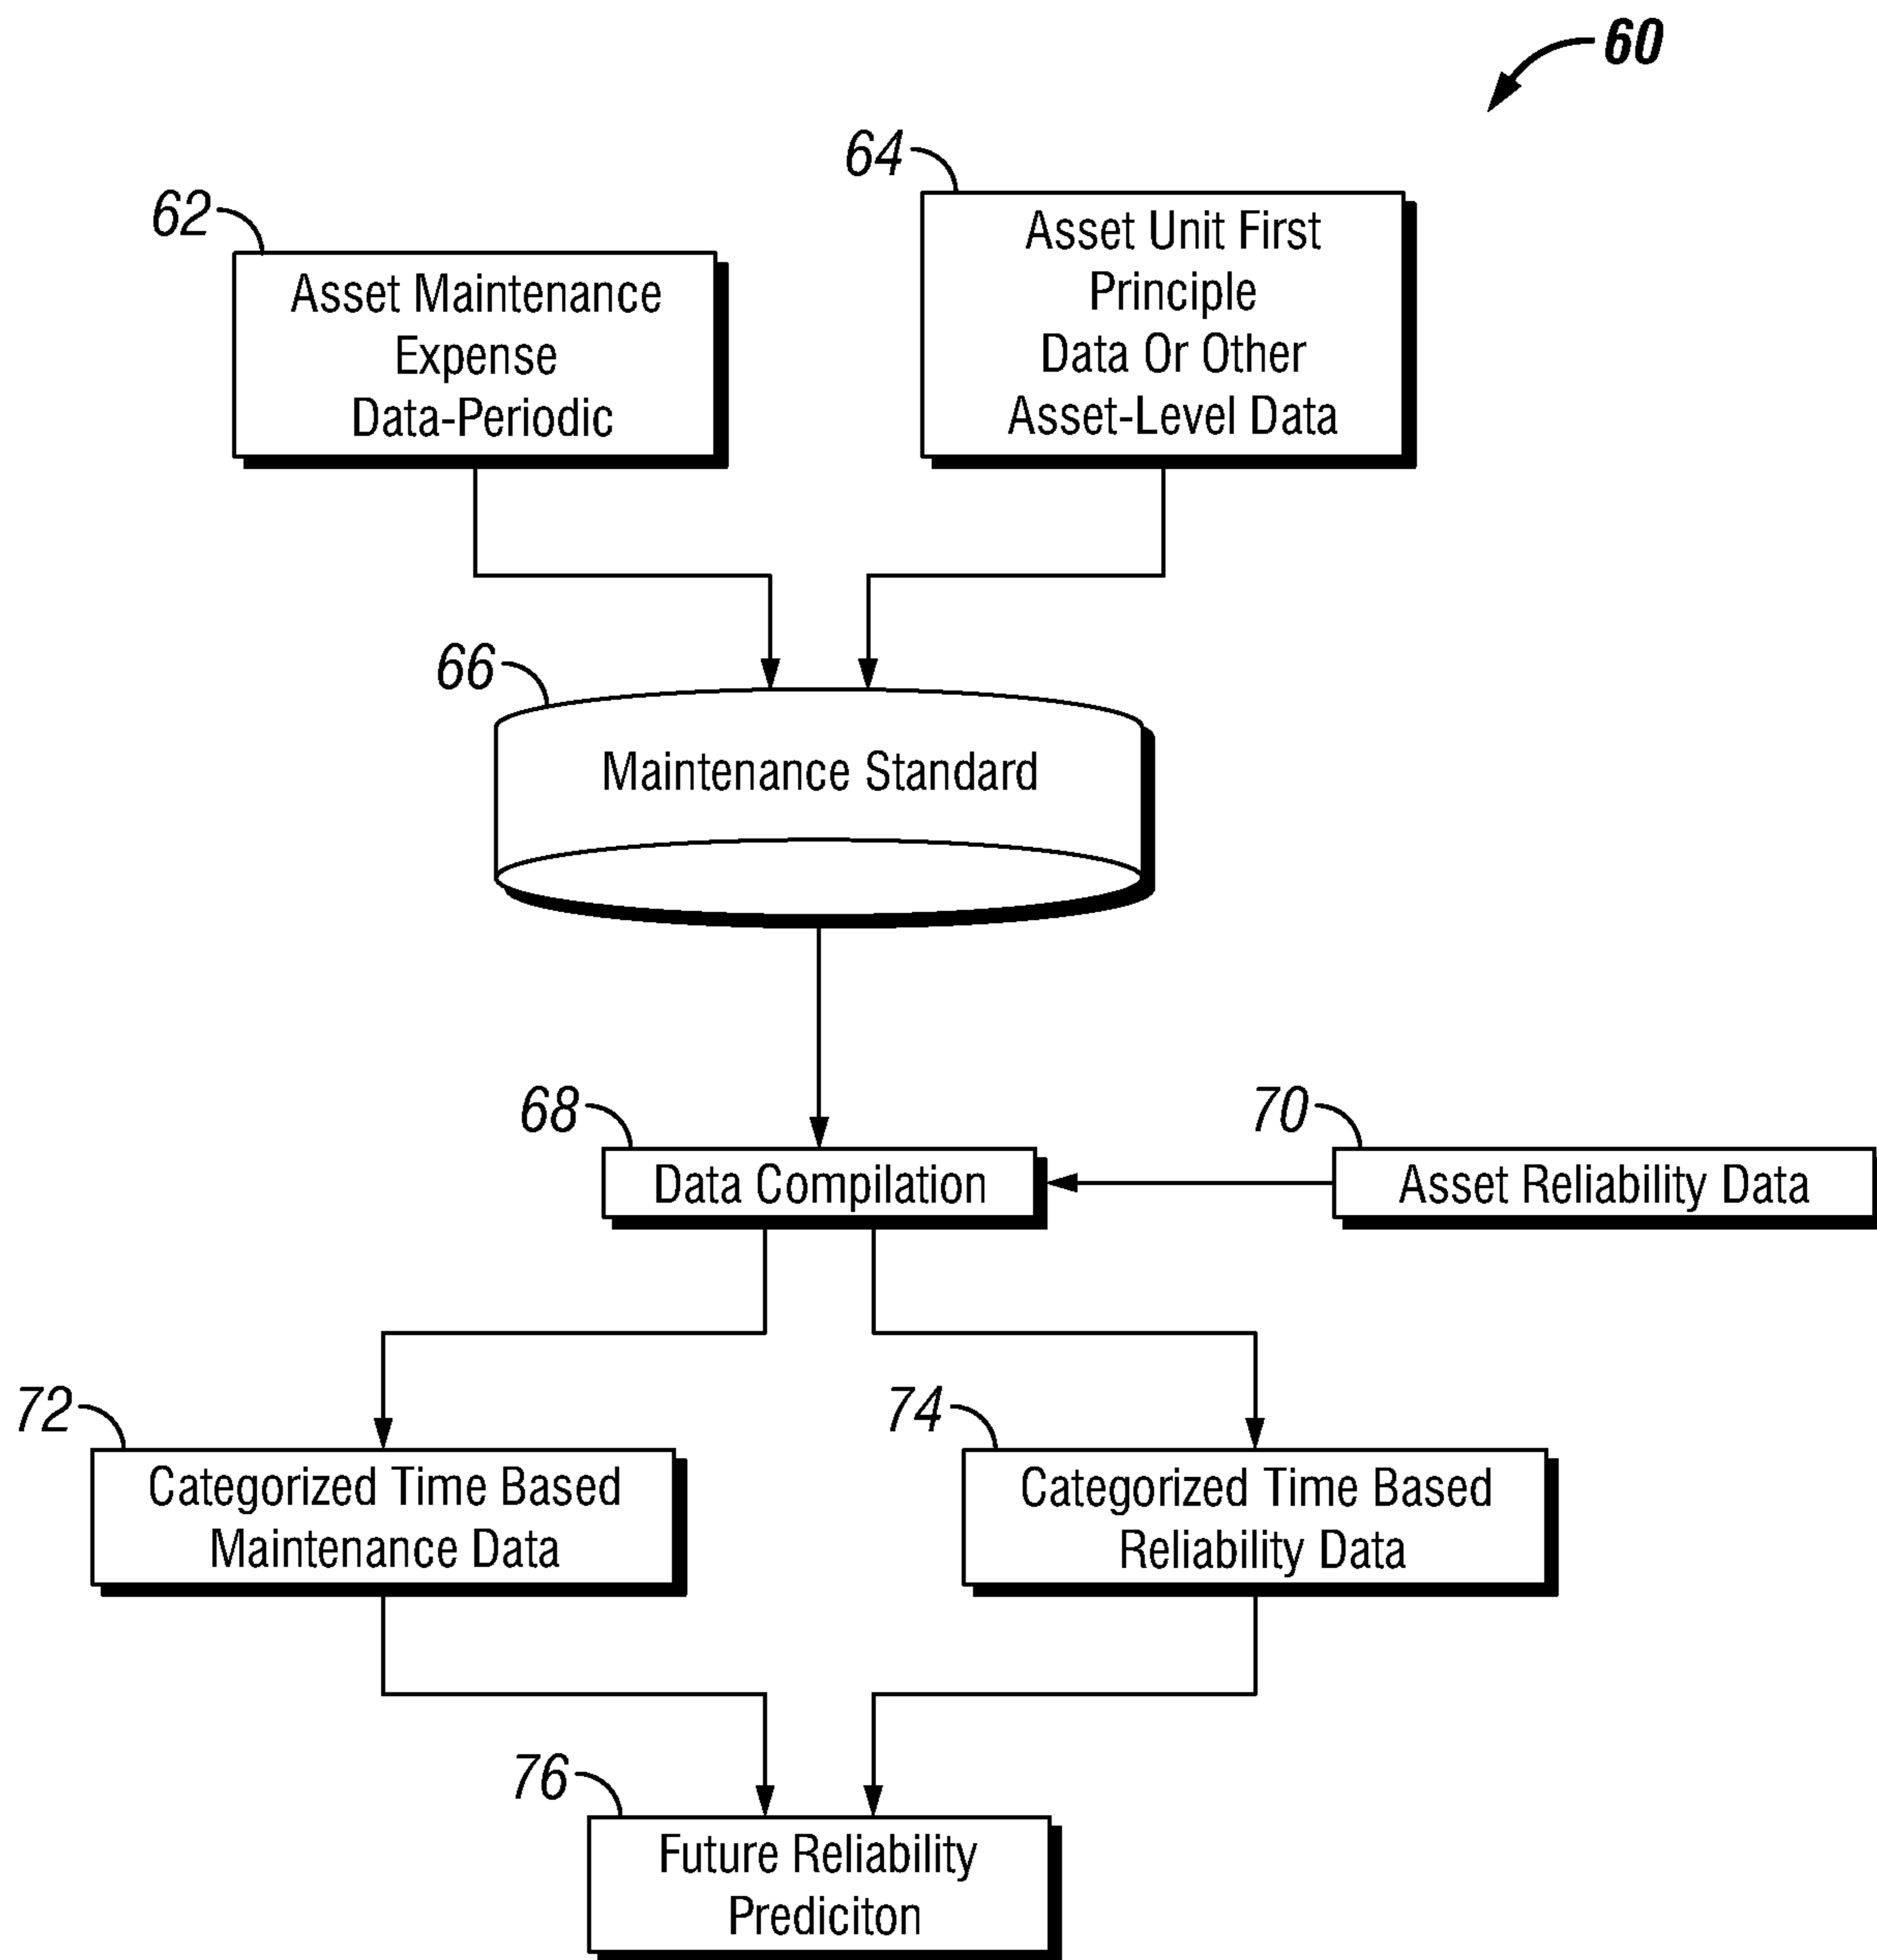 60
64
Asset Unit First
Principle
Data Or Other
Asset-Level Data
62
Asset Maintenance
Expense
Data-Periodic
66
Maintenance Standard
68
Data Compilation
70
Asset Reliability Data
72
Categorized Time Based
Maintenance Data
74
Categorized Time Based
Reliability Data
76
Future Reliability
Prediciton